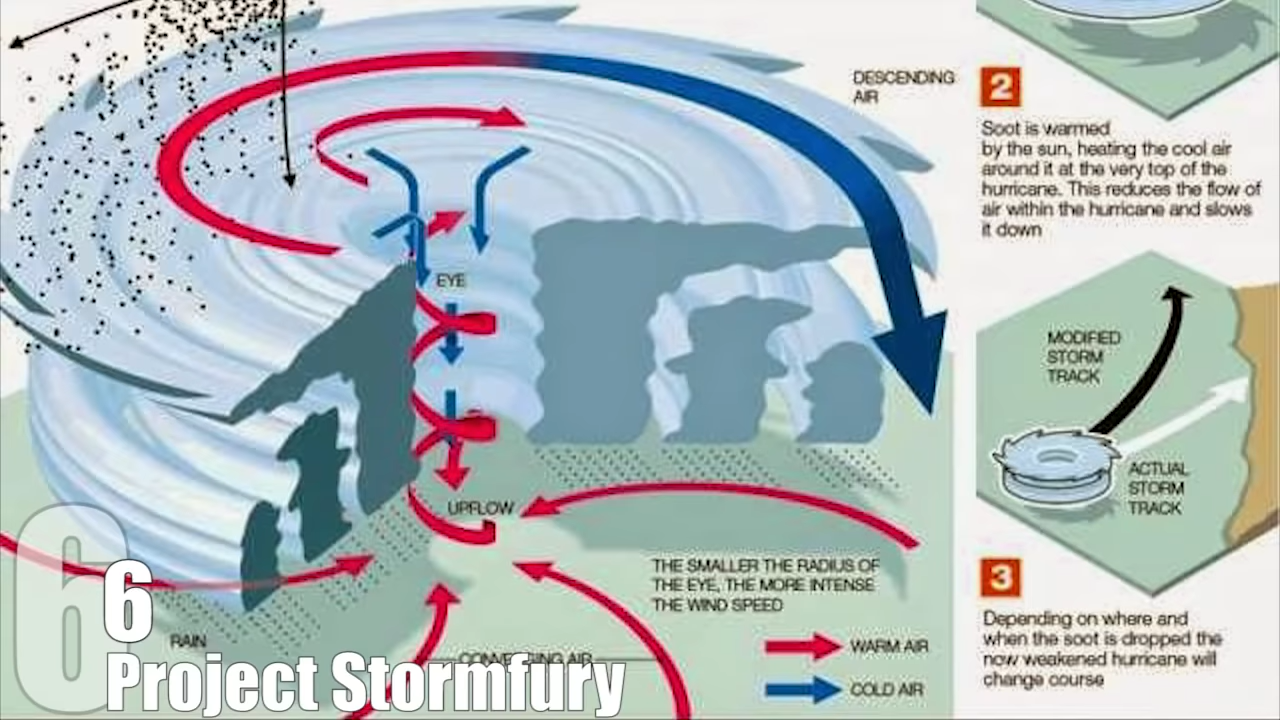 DESCENDING
AIR
2
Soot is warmed
by the sun, heating the cool air
around it at the very top of the
hurricane. This reduces the flow of
air within the hurricane and slows
it down
EYE
MODIFIED
STORM
TRACK
ACTUAL
STORM
TRACK
UPFLOW
THE SMALLER THE RADIUS OF
THE EYE, THE MORE INTENSE
THE WIND SPEED
3
Depending on where and
when the soot is dropped the
now weakened hurricane will
change course
RAIN
CONVERGING AIR
WARM AIR
COLD AIR
6
6
Project Stormfury